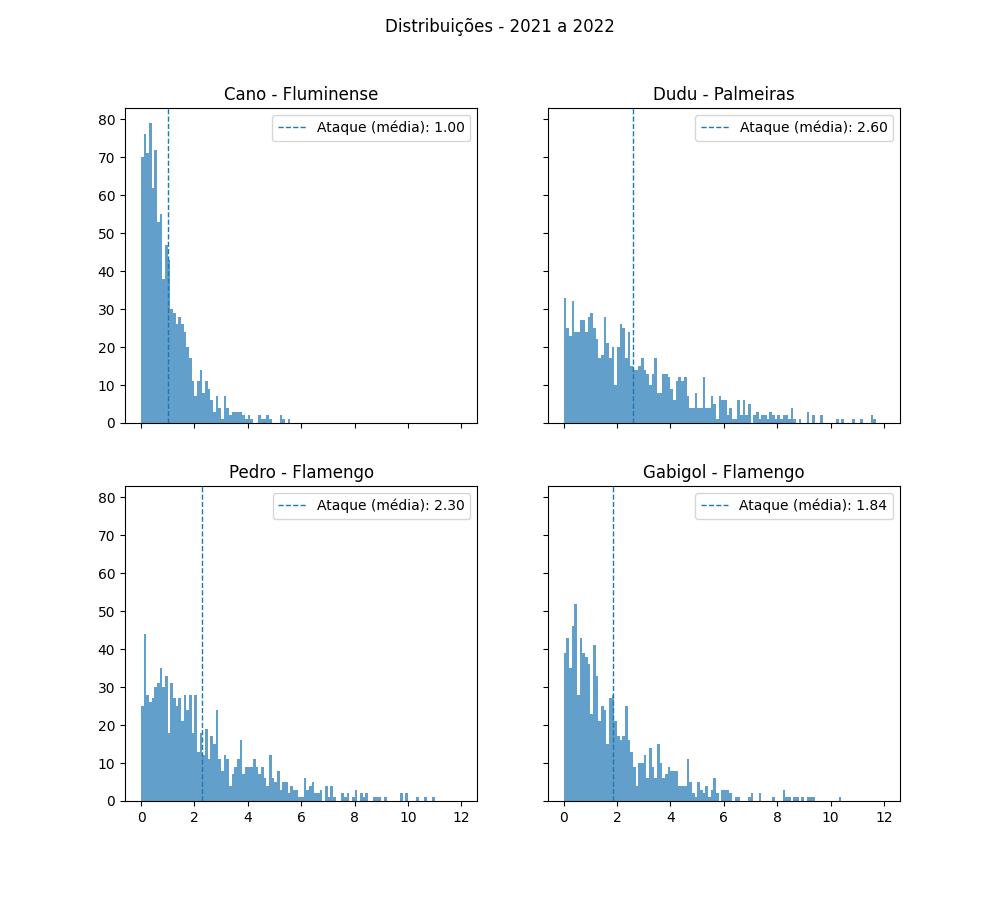 Distribuições - 2021 a 2022
Cano - Fluminense
Ataque (média): 1.00
80
70
60
50
40
30
20
10
0
Dudu - Palmeiras
Ataque (média): 2.60
Pedro - Flamengo
Ataque (média): 2.30
80
70
60
50
40
30
20
10
0
0 2 4 6 8 10 12
Gabigol - Flamengo
Ataque (média): 1.84
0 2 4 6 8 10 12